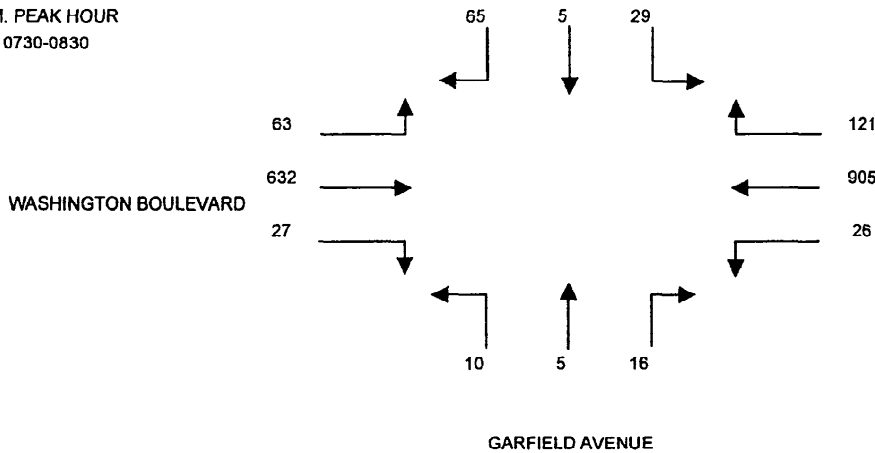 M. PEAK HOUR
0730-0830
65 5 29
63 121
632 905
WASHINGTON BOULEVARD
27 26
10 5 16
GARFIELD AVENUE